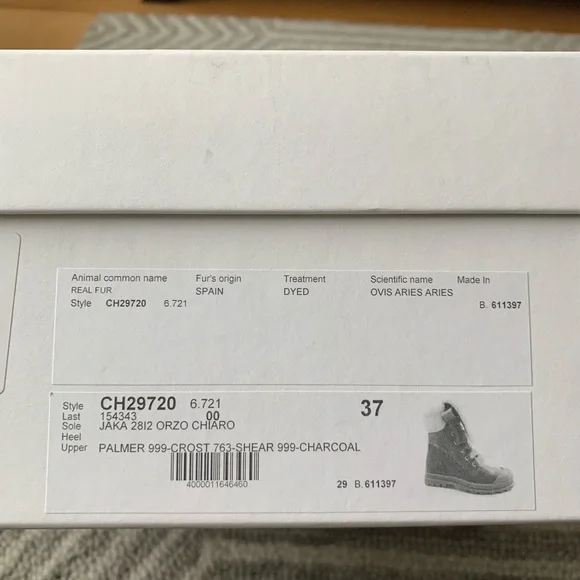 Animal common name Fur's origin Treatment Scientific name Made In
REAL FUR SPAIN DYED OVIS ARIES ARIES
Style CH29720 6.721 B. 611397
Style CH29720 6.721 37
Last 154343 00
Sole JAKA 28I2 ORZO CHIARO
Heel
Upper PALMER 999-CROST 763-SHEAR 999-CHARCOAL
4000011646460 29 B. 611397